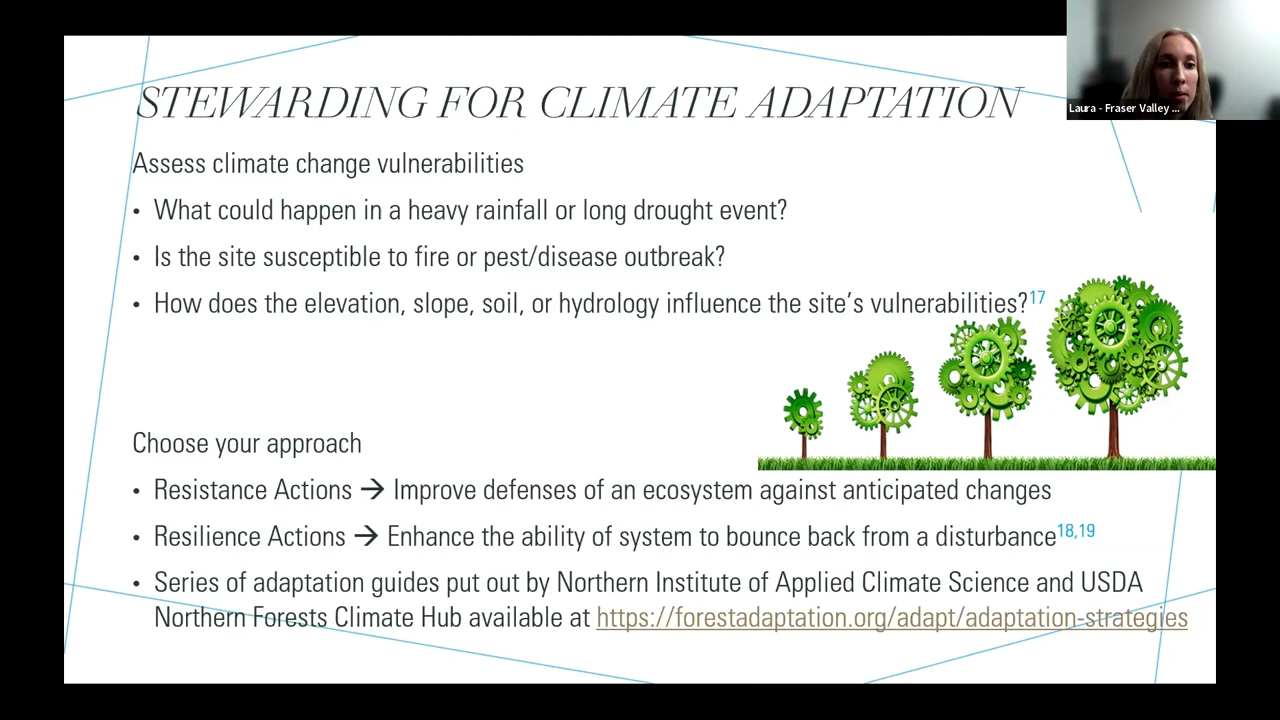 STEWARDING FOR CLIMATE ADAPTATION
Laura - Fraser Valley ...
Assess climate change vulnerabilities
• What could happen in a heavy rainfall or long drought event?
• Is the site susceptible to fire or pest/disease outbreak?
• How does the elevation, slope, soil, or hydrology influence the site's vulnerabilities?17
Choose your approach
• Resistance Actions → Improve defenses of an ecosystem against anticipated changes
• Resilience Actions → Enhance the ability of system to bounce back from a disturbance18,19
• Series of adaptation guides put out by Northern Institute of Applied Climate Science and USDA
Northern Forests Climate Hub available at https://forestadaptation.org/adapt/adaptation-strategies